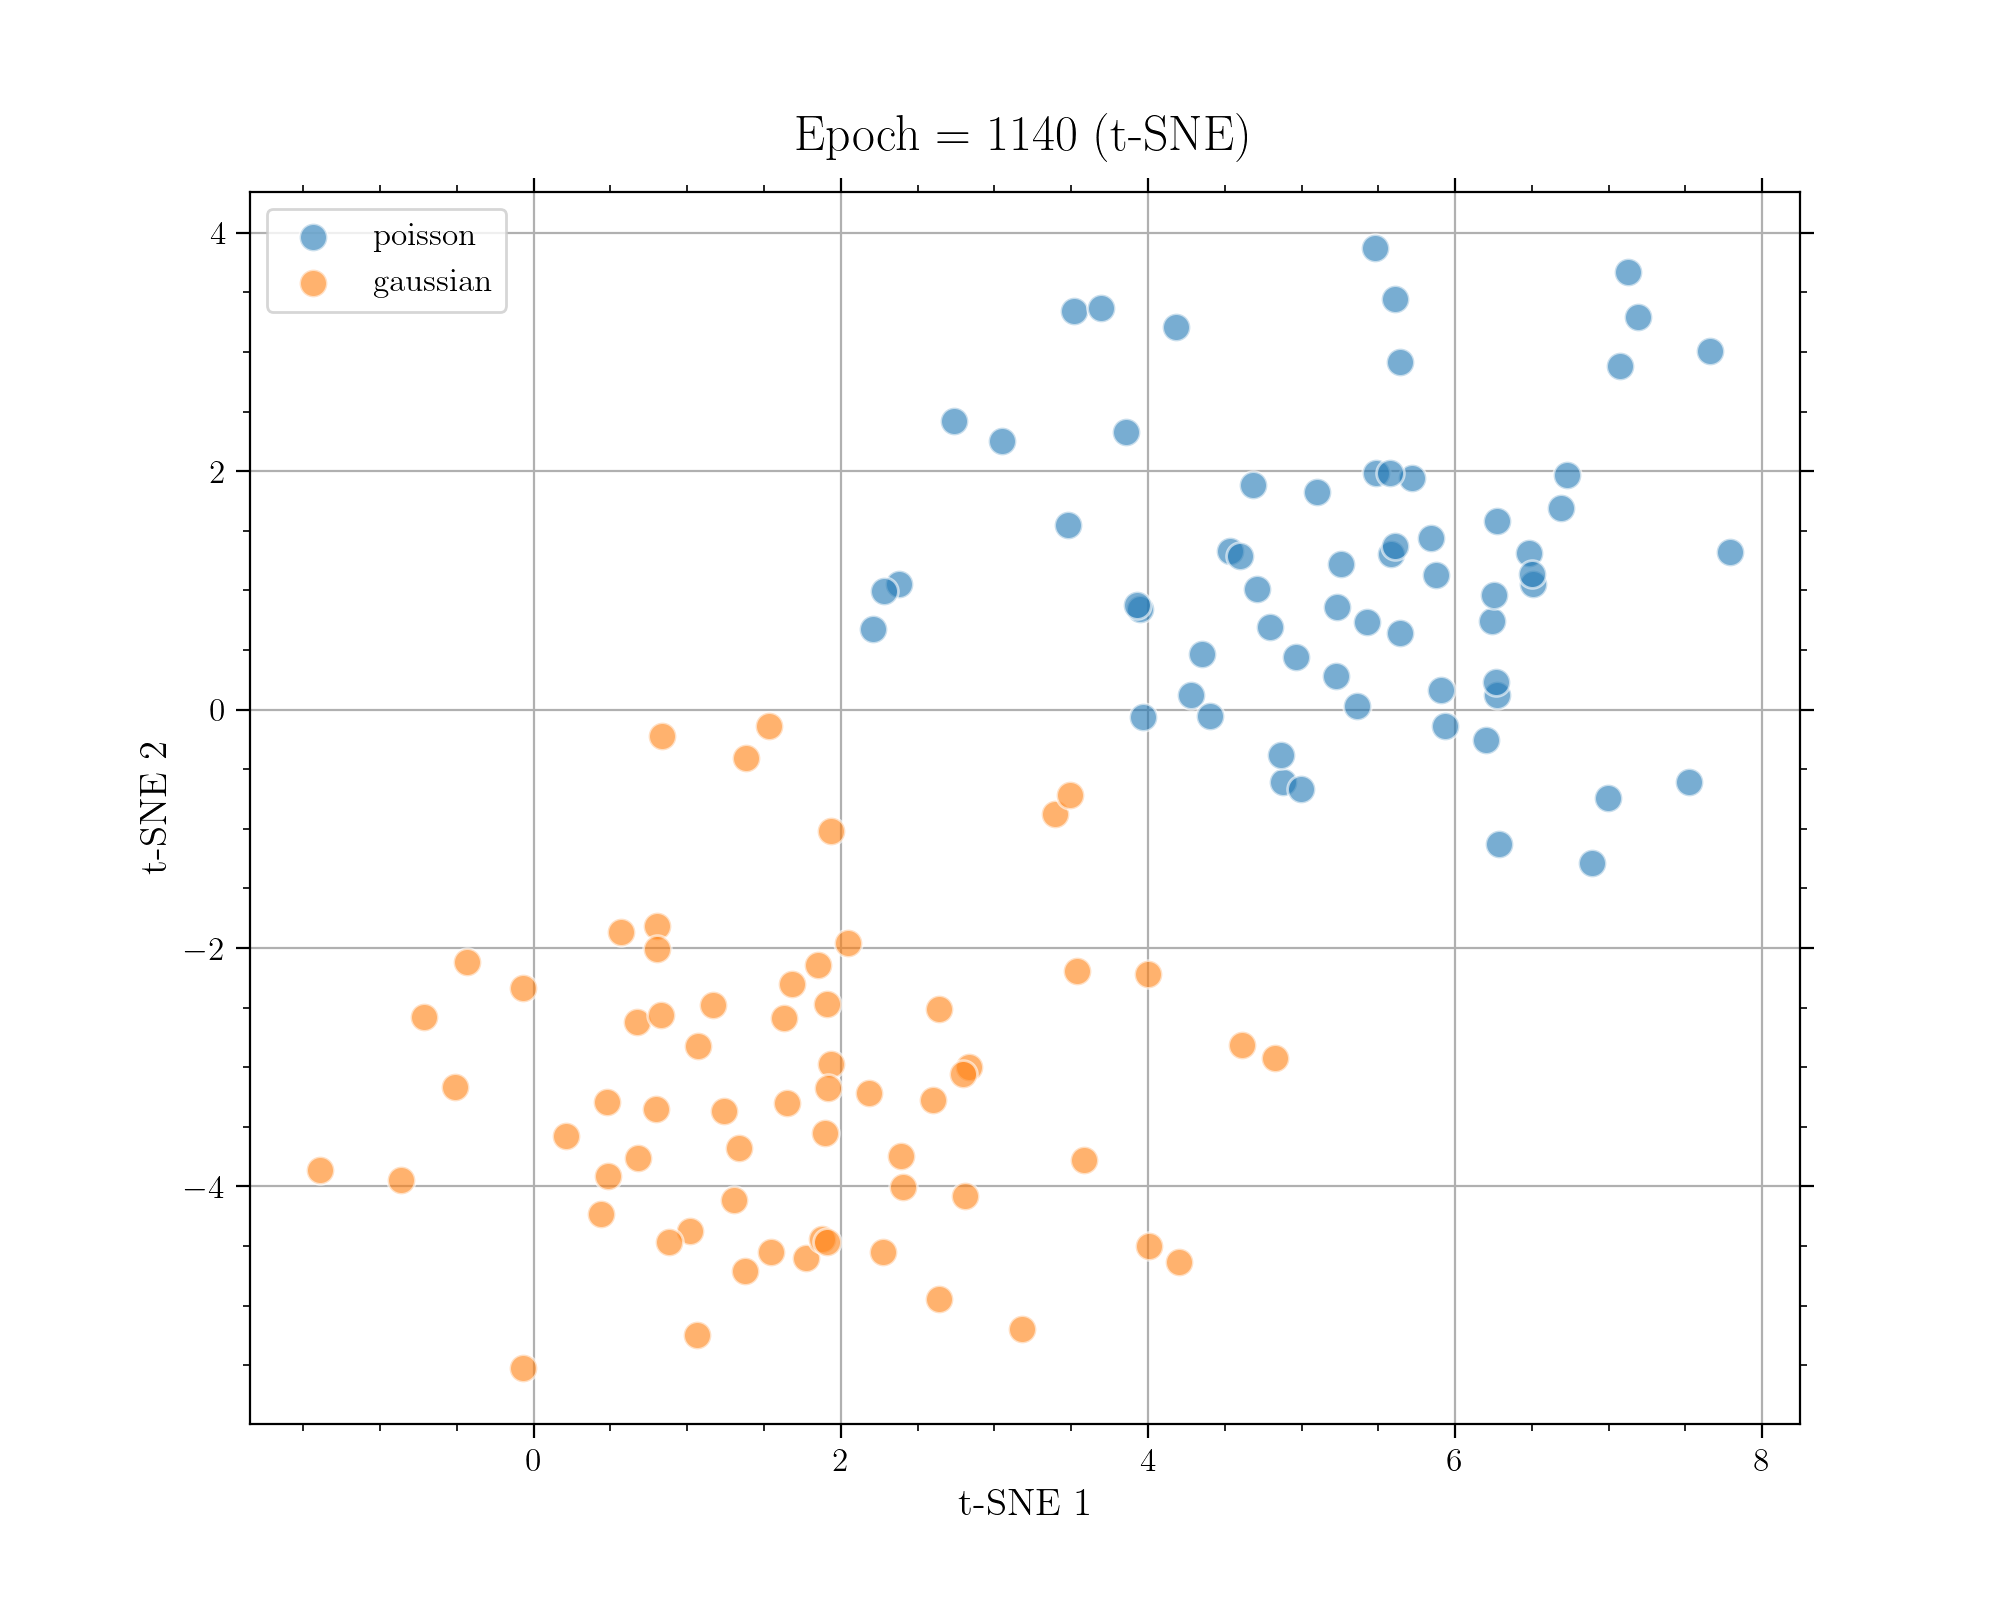 Epoch = 1140 (t-SNE)
poisson
gaussian
4
2
0
−2
−4
t-SNE 2
0 2 4 6 8
t-SNE 1